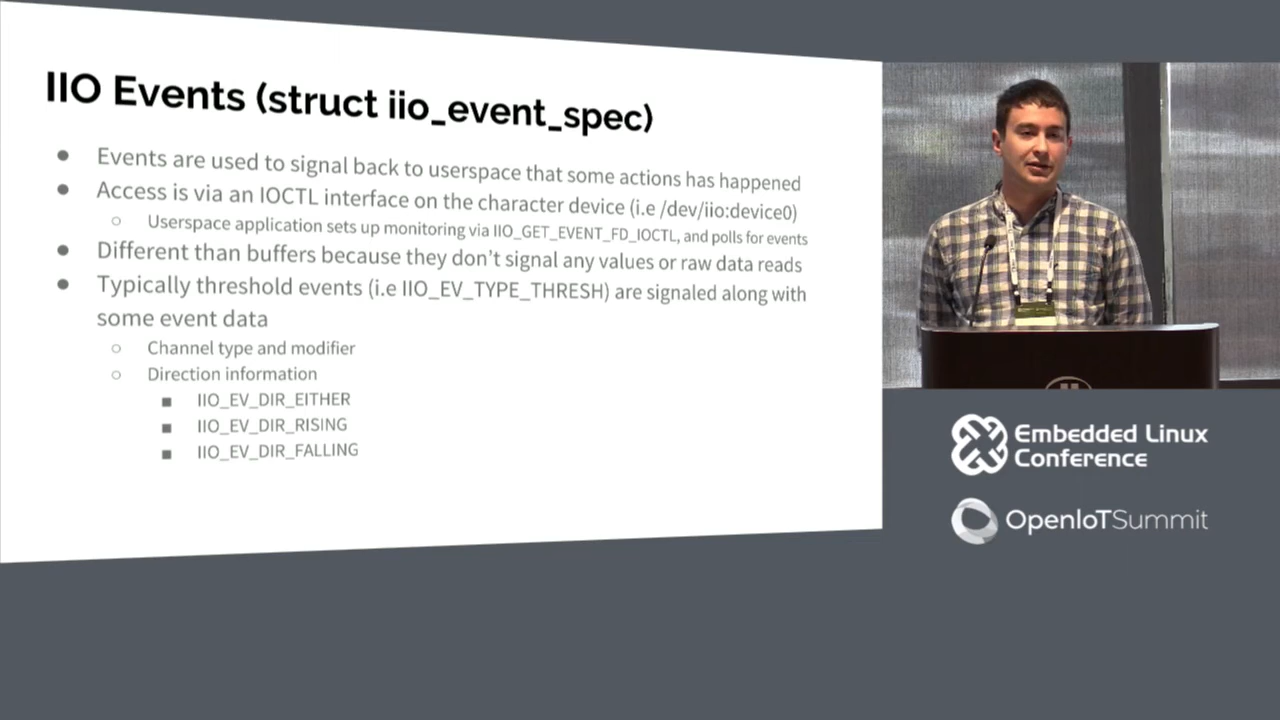 IIO Events (struct iio_event_spec)
● Events are used to signal back to userspace that some actions has happened
● Access is via an IOCTL interface on the character device (i.e /dev/iio:device0)
○ Userspace application sets up monitoring via IIO_GET_EVENT_FD_IOCTL, and polls for events
● Different than buffers because they don't signal any values or raw data reads
● Typically threshold events (i.e IIO_EV_TYPE_THRESH) are signaled along with
some event data
○ Channel type and modifier
○ Direction information
■ IIO_EV_DIR_EITHER
■ IIO_EV_DIR_RISING
■ IIO_EV_DIR_FALLING
Embedded Linux
Conference
OpenIoTSummit